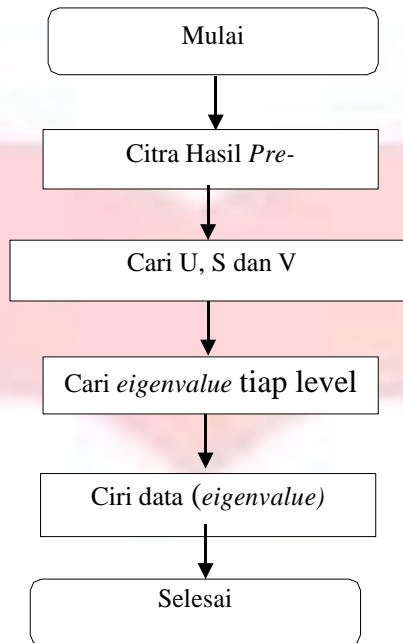 Mulai
Citra Hasil Pre-
Cari U, S dan V
Cari eigenvalue tiap level
Ciri data (eigenvalue)
Selesai